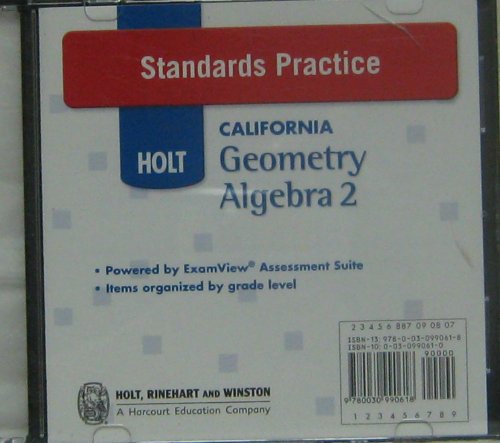 Standards Practice
HOLT
CALIFORNIA
Geometry
Algebra 2
• Powered by ExamView® Assessment Suite
• Items organized by grade level
2 3 4 5 6 887 09 08 07
ISBN-13: 978-0-03-099061-8
ISBN-10: 0-03-099061-0
90000
9 780030 990618
1 2 3 4 5 6 7 8 9
HOLT, RINEHART AND WINSTON
A Harcourt Education Company